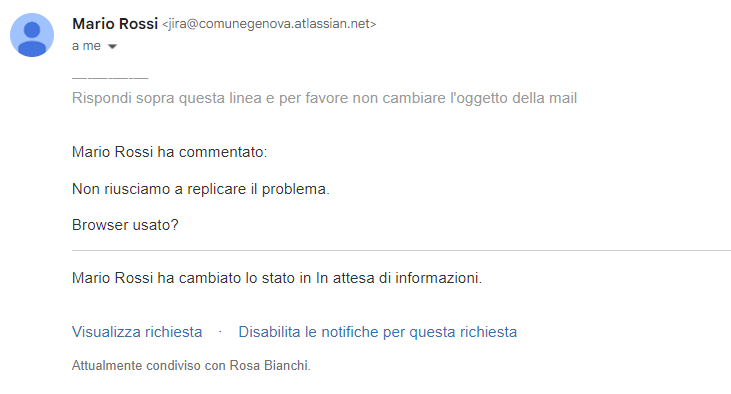 Mario Rossi <jira@comunegenova.atlassian.net>
a me
__________
Rispondi sopra questa linea e per favore non cambiare l'oggetto della mail
Mario Rossi ha commentato:
Non riusciamo a replicare il problema.
Browser usato?
Mario Rossi ha cambiato lo stato in In attesa di informazioni.
Visualizza richiesta · Disabilita le notifiche per questa richiesta
Attualmente condiviso con Rosa Bianchi.